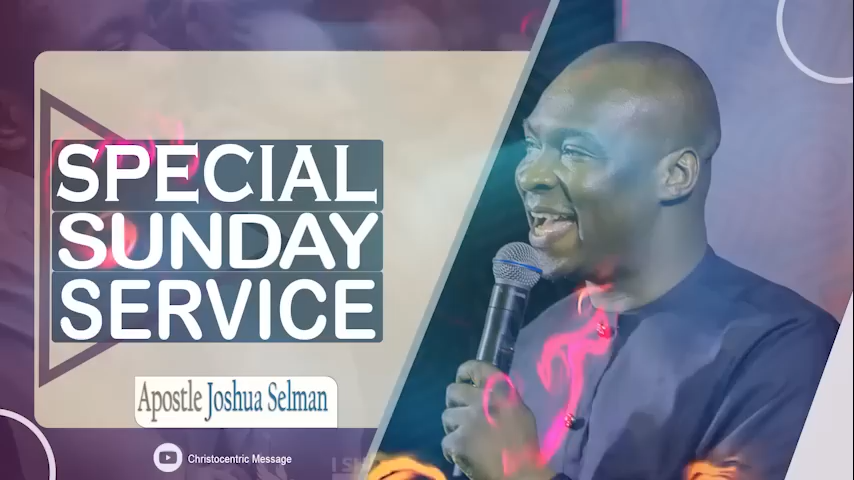 SPECIAL
SUNDAY
SERVICE
Apostle Joshua Selman
Christocentric Message